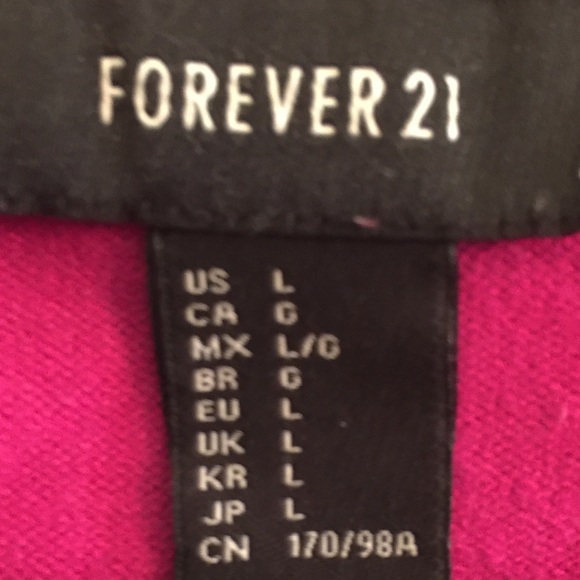 FOREVER 21
US L
CA G
MX L/G
BR G
EU L
UK L
KR L
JP L
CN 170/98A